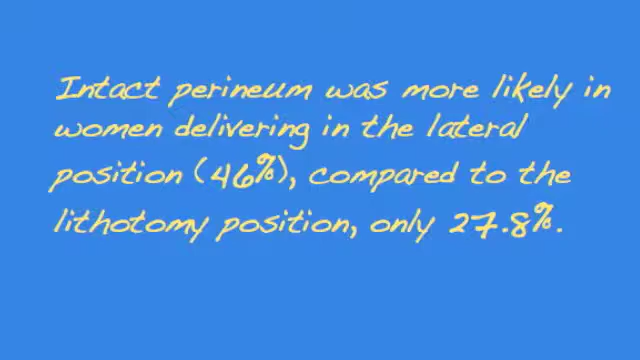 Intact perineum was more likely in
women delivering in the lateral
position (46%), compared to the
lithotomy position, only 27.8%.